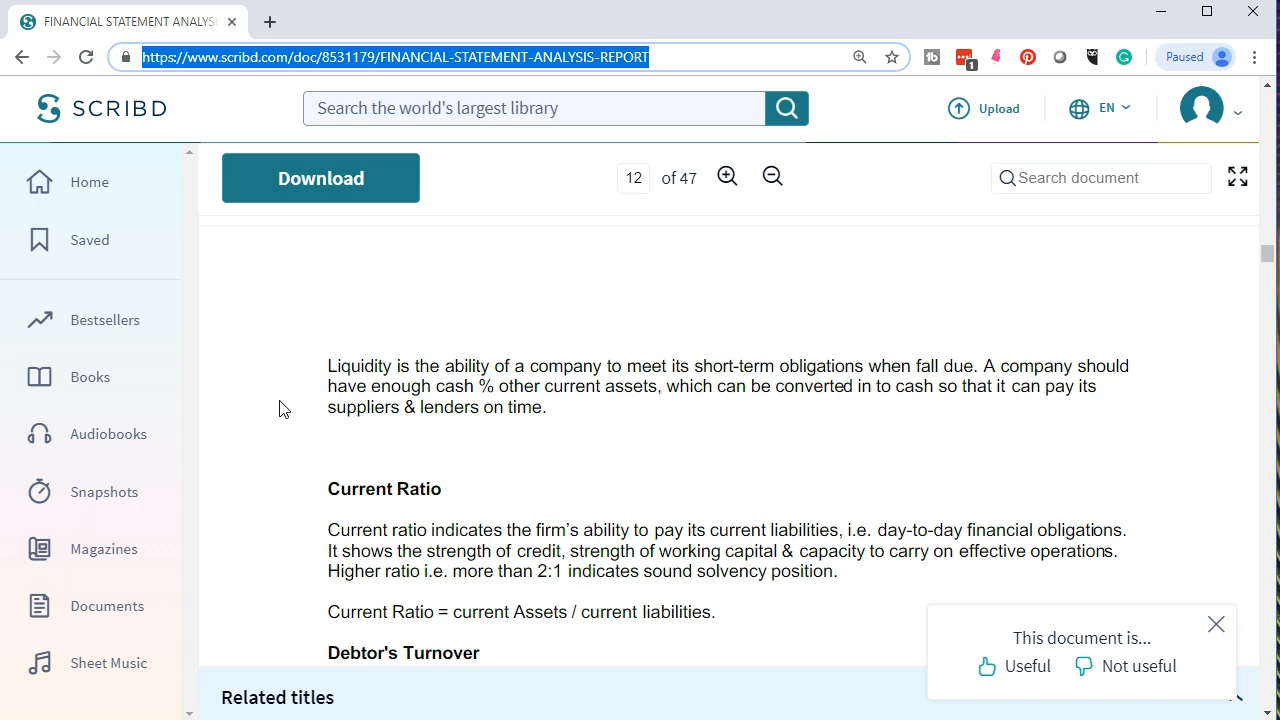 FINANCIAL STATEMENT ANALYS
https://www.scribd.com/doc/8531179/FINANCIAL-STATEMENT-ANALYSIS-REPORT
1
Paused
SCRIBD
Search the world's largest library
Upload
EN
Home
Saved
Bestsellers
Books
Audiobooks
Snapshots
Magazines
Documents
Sheet Music
Download
12 of 47
Search document
Liquidity is the ability of a company to meet its short-term obligations when fall due. A company should
have enough cash % other current assets, which can be converted in to cash so that it can pay its
suppliers & lenders on time.
Current Ratio
Current ratio indicates the firm's ability to pay its current liabilities, i.e. day-to-day financial obligations.
It shows the strength of credit, strength of working capital & capacity to carry on effective operations.
Higher ratio i.e. more than 2:1 indicates sound solvency position.
Current Ratio = current Assets / current liabilities.
Debtor's Turnover
This document is...
Useful
Not useful
Related titles